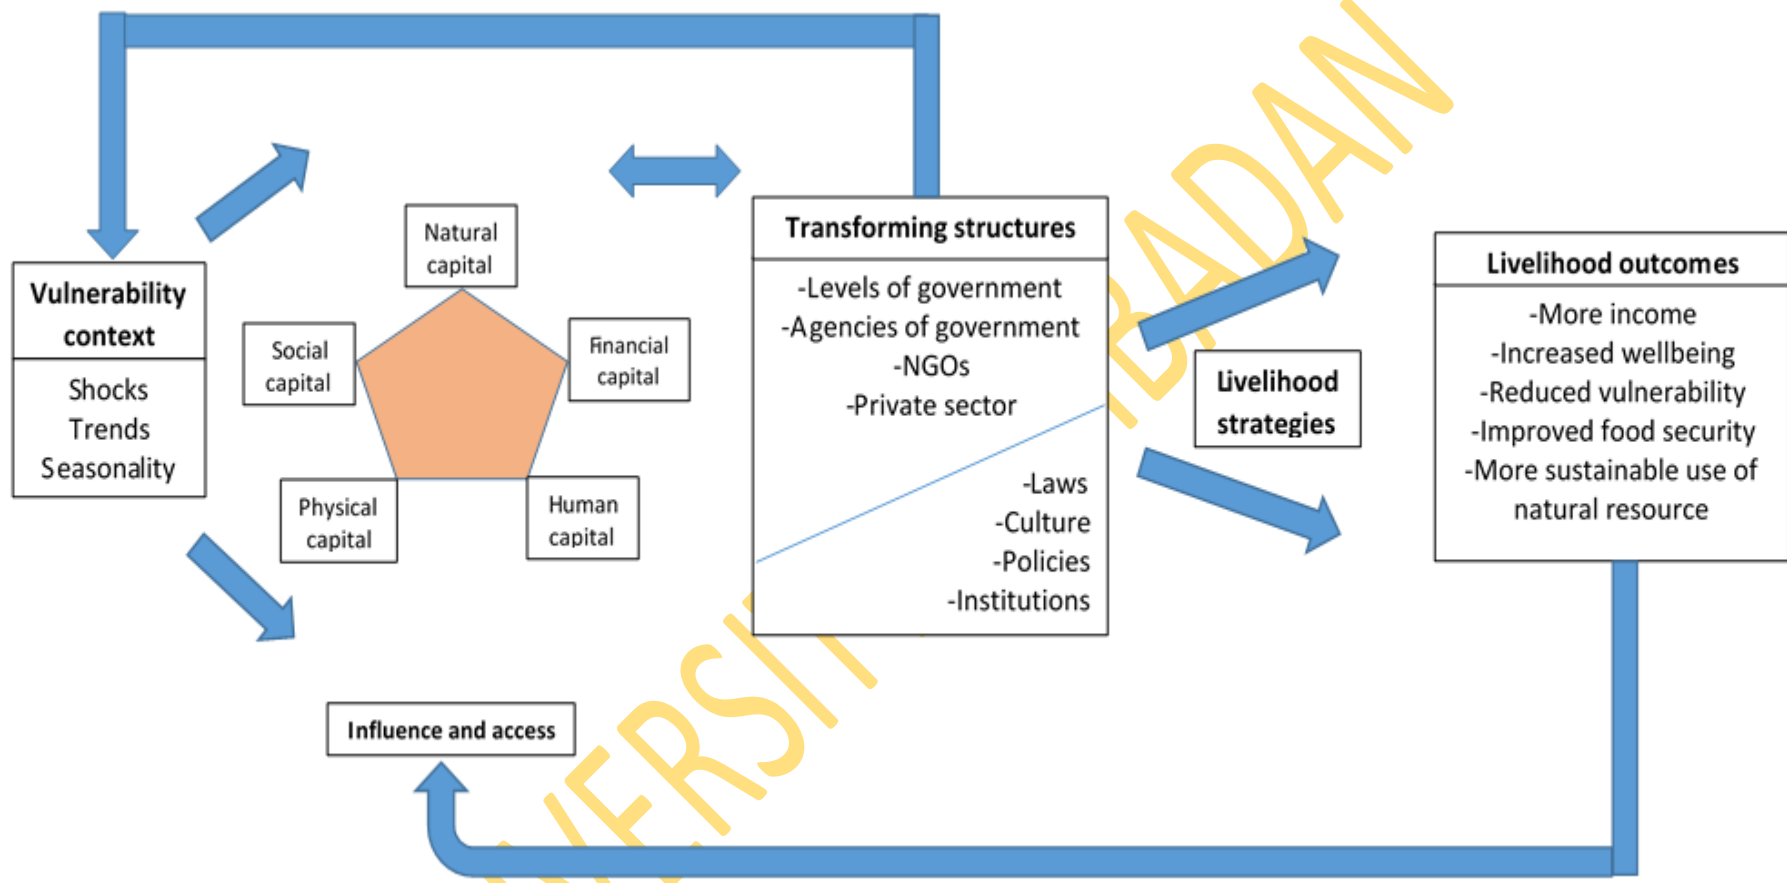 Vulnerability
context
Shocks
Trends
Seasonality
Natural
capital
Social
capital
Financial
capital
Physical
capital
Human
capital
Influence and access
Transforming structures
-Levels of government
-Agencies of government
-NGOs
-Private sector
-Laws
-Culture
-Policies
-Institutions
Livelihood
strategies
Livelihood outcomes
-More income
-Increased wellbeing
-Reduced vulnerability
-Improved food security
-More sustainable use of
natural resource